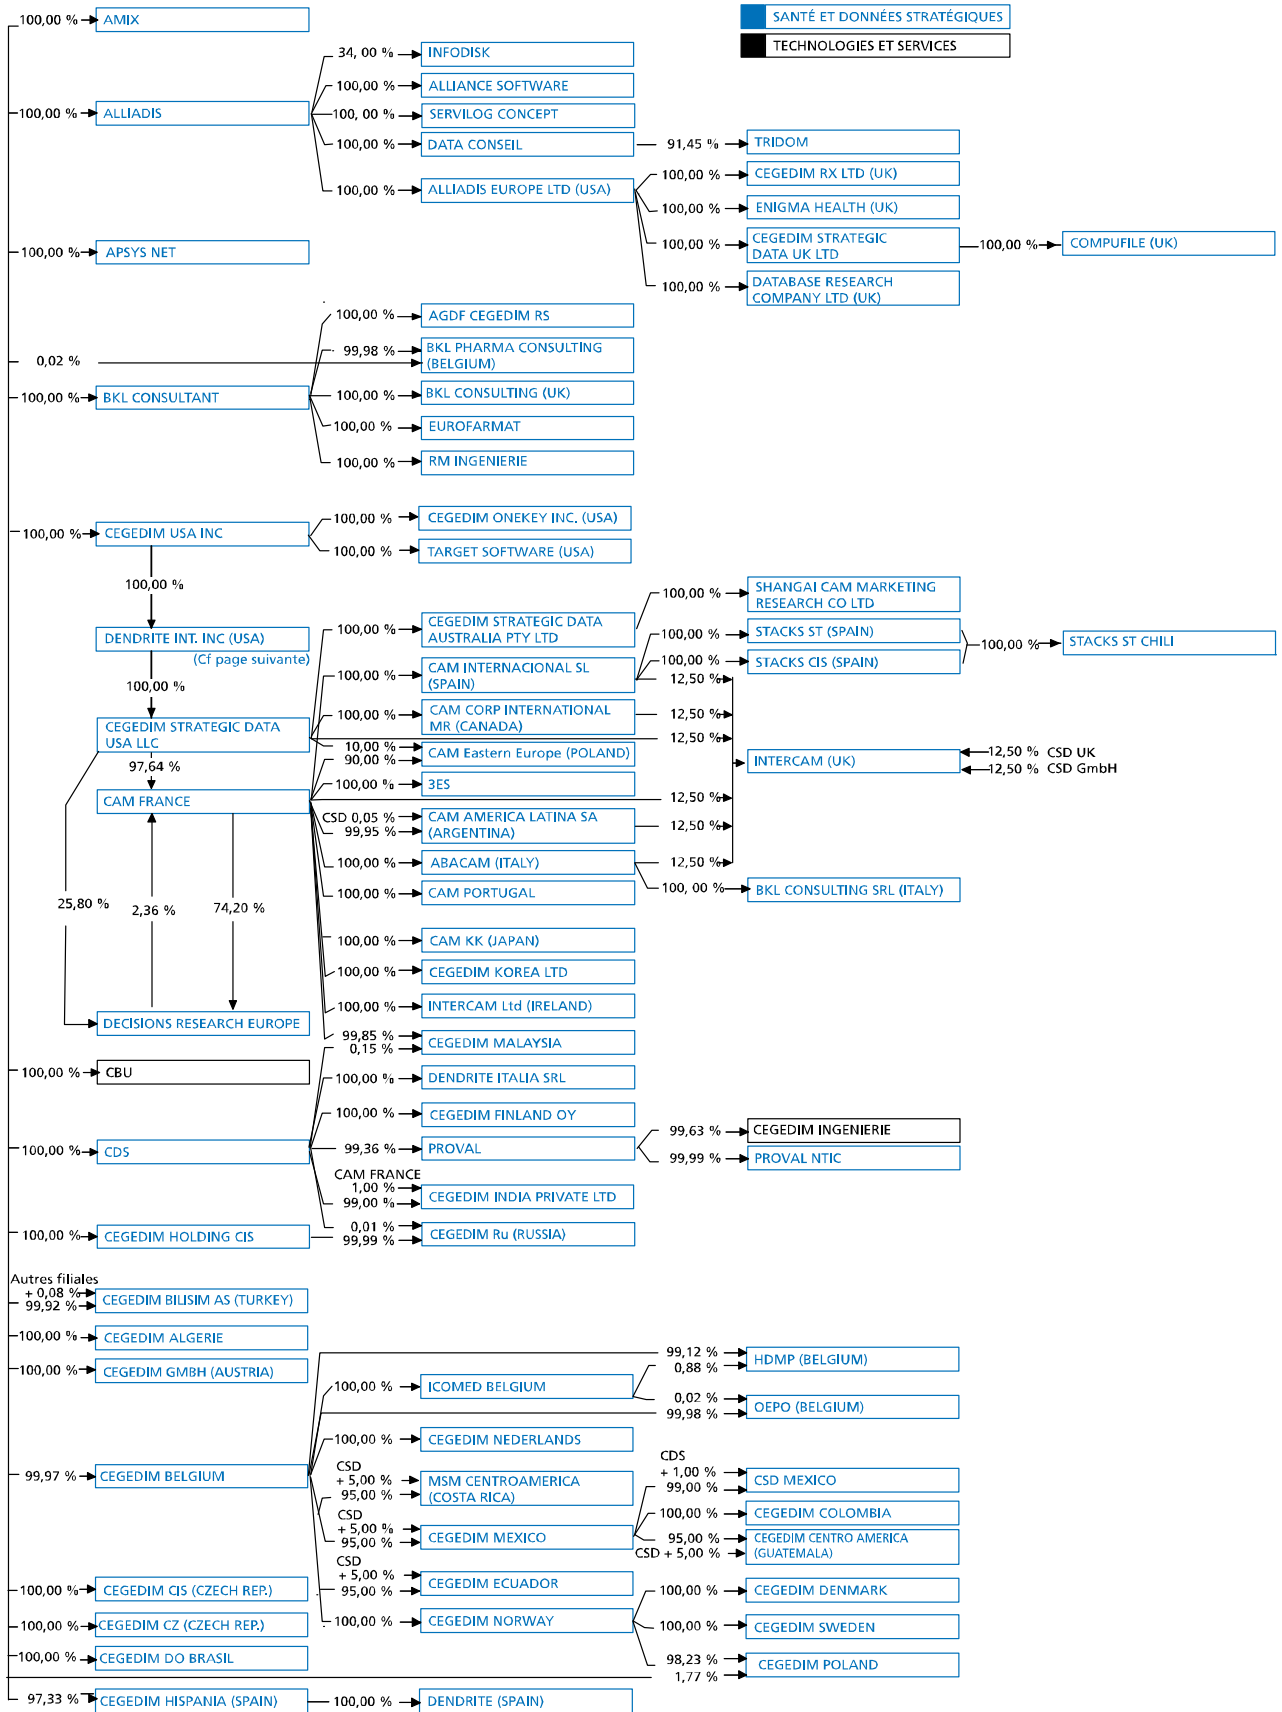 100,00 % AMIX
SANTÉ ET DONNÉES STRATÉGIQUES
TECHNOLOGIES ET SERVICES
34, 00 % INFODISK
100,00 % ALLIANCE SOFTWARE
100,00 % ALLIADIS
100, 00 % SERVILOG CONCEPT
100,00 % DATA CONSEIL
91,45 % TRIDOM
100,00 % ALLIADIS EUROPE LTD (USA)
100,00 % CEGEDIM RX LTD (UK)
100,00 % ENIGMA HEALTH (UK)
100,00 % CEGEDIM STRATEGIC
DATA UK LTD
100,00 % COMPUFILE (UK)
100,00 % DATABASE RESEARCH
COMPANY LTD (UK)
100,00 % APSYS NET
100,00 % AGDF CEGEDIM RS
0,02 %
99,98 % BKL PHARMA CONSULTING
(BELGIUM)
100,00 % BKL CONSULTANT
100,00 % BKL CONSULTING (UK)
100,00 % EUROFARMAT
100,00 % RM INGENIERIE
100,00 % CEGEDIM USA INC
100,00 % CEGEDIM ONEKEY INC. (USA)
100,00 % TARGET SOFTWARE (USA)
100,00 %
DENDRITE INT. INC (USA)
(Cf page suivante)
100,00 %
CEGEDIM STRATEGIC DATA
USA LLC
97,64 %
CAM FRANCE
25,80 %
2,36 %
74,20 %
DECISIONS RESEARCH EUROPE
100,00 % CEGEDIM STRATEGIC DATA
AUSTRALIA PTY LTD
100,00 % SHANGAI CAM MARKETING
RESEARCH CO LTD
100,00 % CAM INTERNACIONAL SL
(SPAIN)
100,00 % STACKS ST (SPAIN)
100,00 % STACKS CIS (SPAIN)
100,00 % STACKS ST CHILI
12,50 %
100,00 % CAM CORP INTERNATIONAL
MR (CANADA)
12,50 %
12,50 %
10,00 %
90,00 % CAM Eastern Europe (POLAND)
INTERCAM (UK)
12,50 % CSD UK
12,50 % CSD GmbH
100,00 % 3ES
12,50 %
CSD 0,05 %
99,95 % CAM AMERICA LATINA SA
(ARGENTINA)
12,50 %
100,00 % ABACAM (ITALY)
12,50 %
100, 00 % BKL CONSULTING SRL (ITALY)
100,00 % CAM PORTUGAL
100,00 % CAM KK (JAPAN)
100,00 % CEGEDIM KOREA LTD
100,00 % INTERCAM Ltd (IRELAND)
99,85 %
0,15 % CEGEDIM MALAYSIA
100,00 % CBU
100,00 % DENDRITE ITALIA SRL
100,00 % CEGEDIM FINLAND OY
100,00 % CDS
99,36 % PROVAL
99,63 % CEGEDIM INGENIERIE
99,99 % PROVAL NTIC
CAM FRANCE
1,00 %
99,00 % CEGEDIM INDIA PRIVATE LTD
100,00 % CEGEDIM HOLDING CIS
0,01 %
99,99 % CEGEDIM Ru (RUSSIA)
Autres filiales
+ 0,08 %
99,92 % CEGEDIM BILISIM AS (TURKEY)
100,00 % CEGEDIM ALGERIE
100,00 % CEGEDIM GMBH (AUSTRIA)
99,97 % CEGEDIM BELGIUM
100,00 % ICOMED BELGIUM
99,12 %
0,88 % HDMP (BELGIUM)
0,02 %
99,98 % OEPO (BELGIUM)
100,00 % CEGEDIM NEDERLANDS
CSD
+ 5,00 %
95,00 % MSM CENTROAMERICA
(COSTA RICA)
CSD
+ 5,00 %
95,00 % CEGEDIM MEXICO
CDS
+ 1,00 %
99,00 % CSD MEXICO
100,00 % CEGEDIM COLOMBIA
95,00 %
CSD + 5,00 % CEGEDIM CENTRO AMERICA
(GUATEMALA)
CSD
+ 5,00 %
95,00 % CEGEDIM ECUADOR
100,00 % CEGEDIM NORWAY
100,00 % CEGEDIM DENMARK
100,00 % CEGEDIM SWEDEN
98,23 %
1,77 % CEGEDIM POLAND
100,00 % CEGEDIM CIS (CZECH REP.)
100,00 % CEGEDIM CZ (CZECH REP.)
100,00 % CEGEDIM DO BRASIL
97,33 % CEGEDIM HISPANIA (SPAIN)
100,00 % DENDRITE (SPAIN)